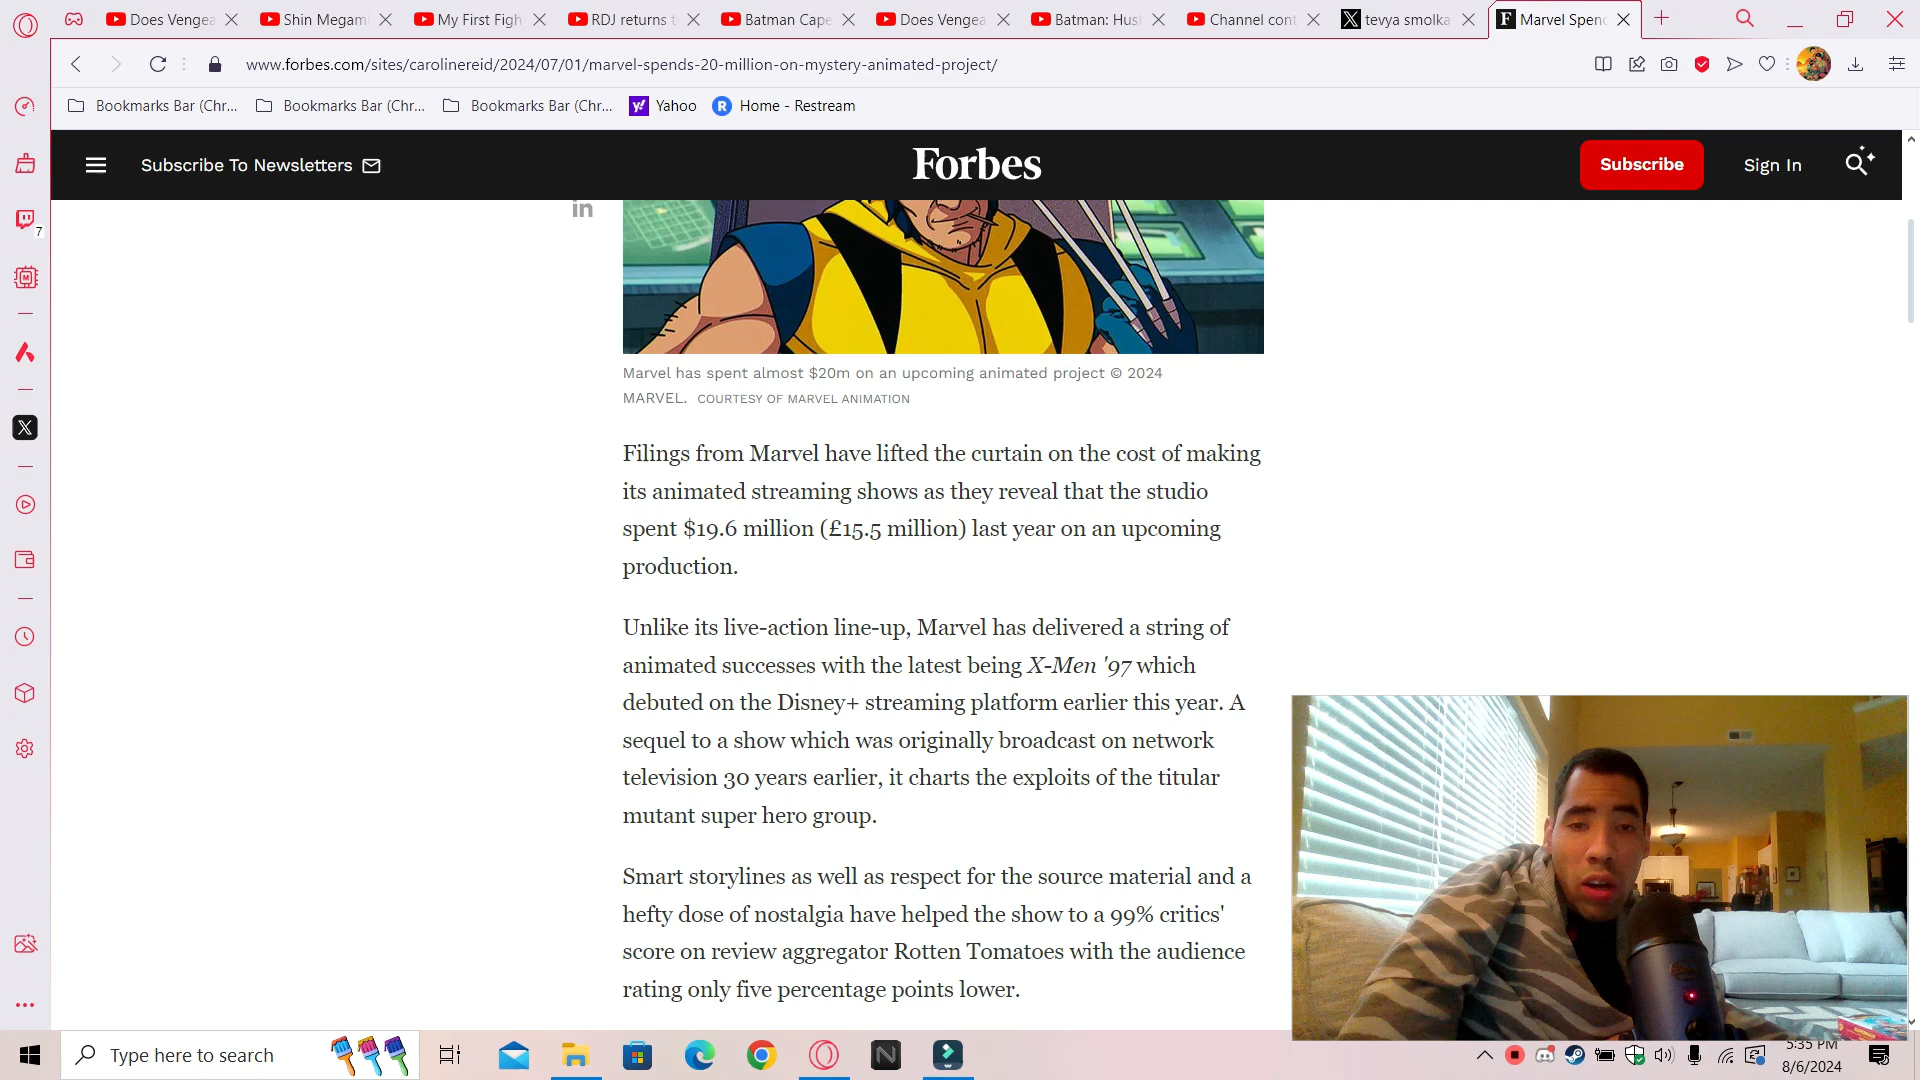 Does Vengea
Shin Megami
My First Figh
RDJ returns t
Batman Cape
Does Vengea
Batman: Hush
Channel cont
tevya smolka
Marvel Spend
www.forbes.com/sites/carolinereid/2024/07/01/marvel-spends-20-million-on-mystery-animated-project/
Bookmarks Bar (Chr...
Bookmarks Bar (Chr...
Bookmarks Bar (Chr...
Yahoo
Home - Restream
Subscribe To Newsletters
Forbes
Subscribe
Sign In
in
7
Marvel has spent almost $20m on an upcoming animated project © 2024
MARVEL. COURTESY OF MARVEL ANIMATION
Filings from Marvel have lifted the curtain on the cost of making
its animated streaming shows as they reveal that the studio
spent $19.6 million (£15.5 million) last year on an upcoming
production.
Unlike its live-action line-up, Marvel has delivered a string of
animated successes with the latest being X-Men '97 which
debuted on the Disney+ streaming platform earlier this year. A
sequel to a show which was originally broadcast on network
television 30 years earlier, it charts the exploits of the titular
mutant super hero group.
Smart storylines as well as respect for the source material and a
hefty dose of nostalgia have helped the show to a 99% critics'
score on review aggregator Rotten Tomatoes with the audience
rating only five percentage points lower.
Type here to search
5:35 PM
8/6/2024